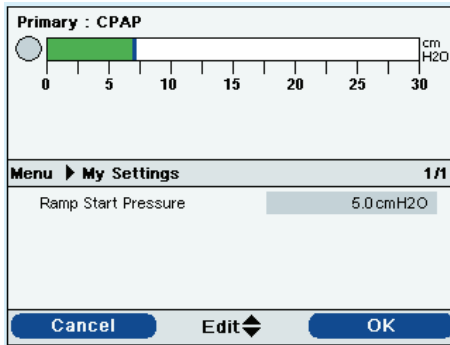 Primary : CPAP
cm
H2O
0 5 10 15 20 25 30
Menu ▶ My Settings 1/1
Ramp Start Pressure 5.0 cmH2O
Cancel Edit OK